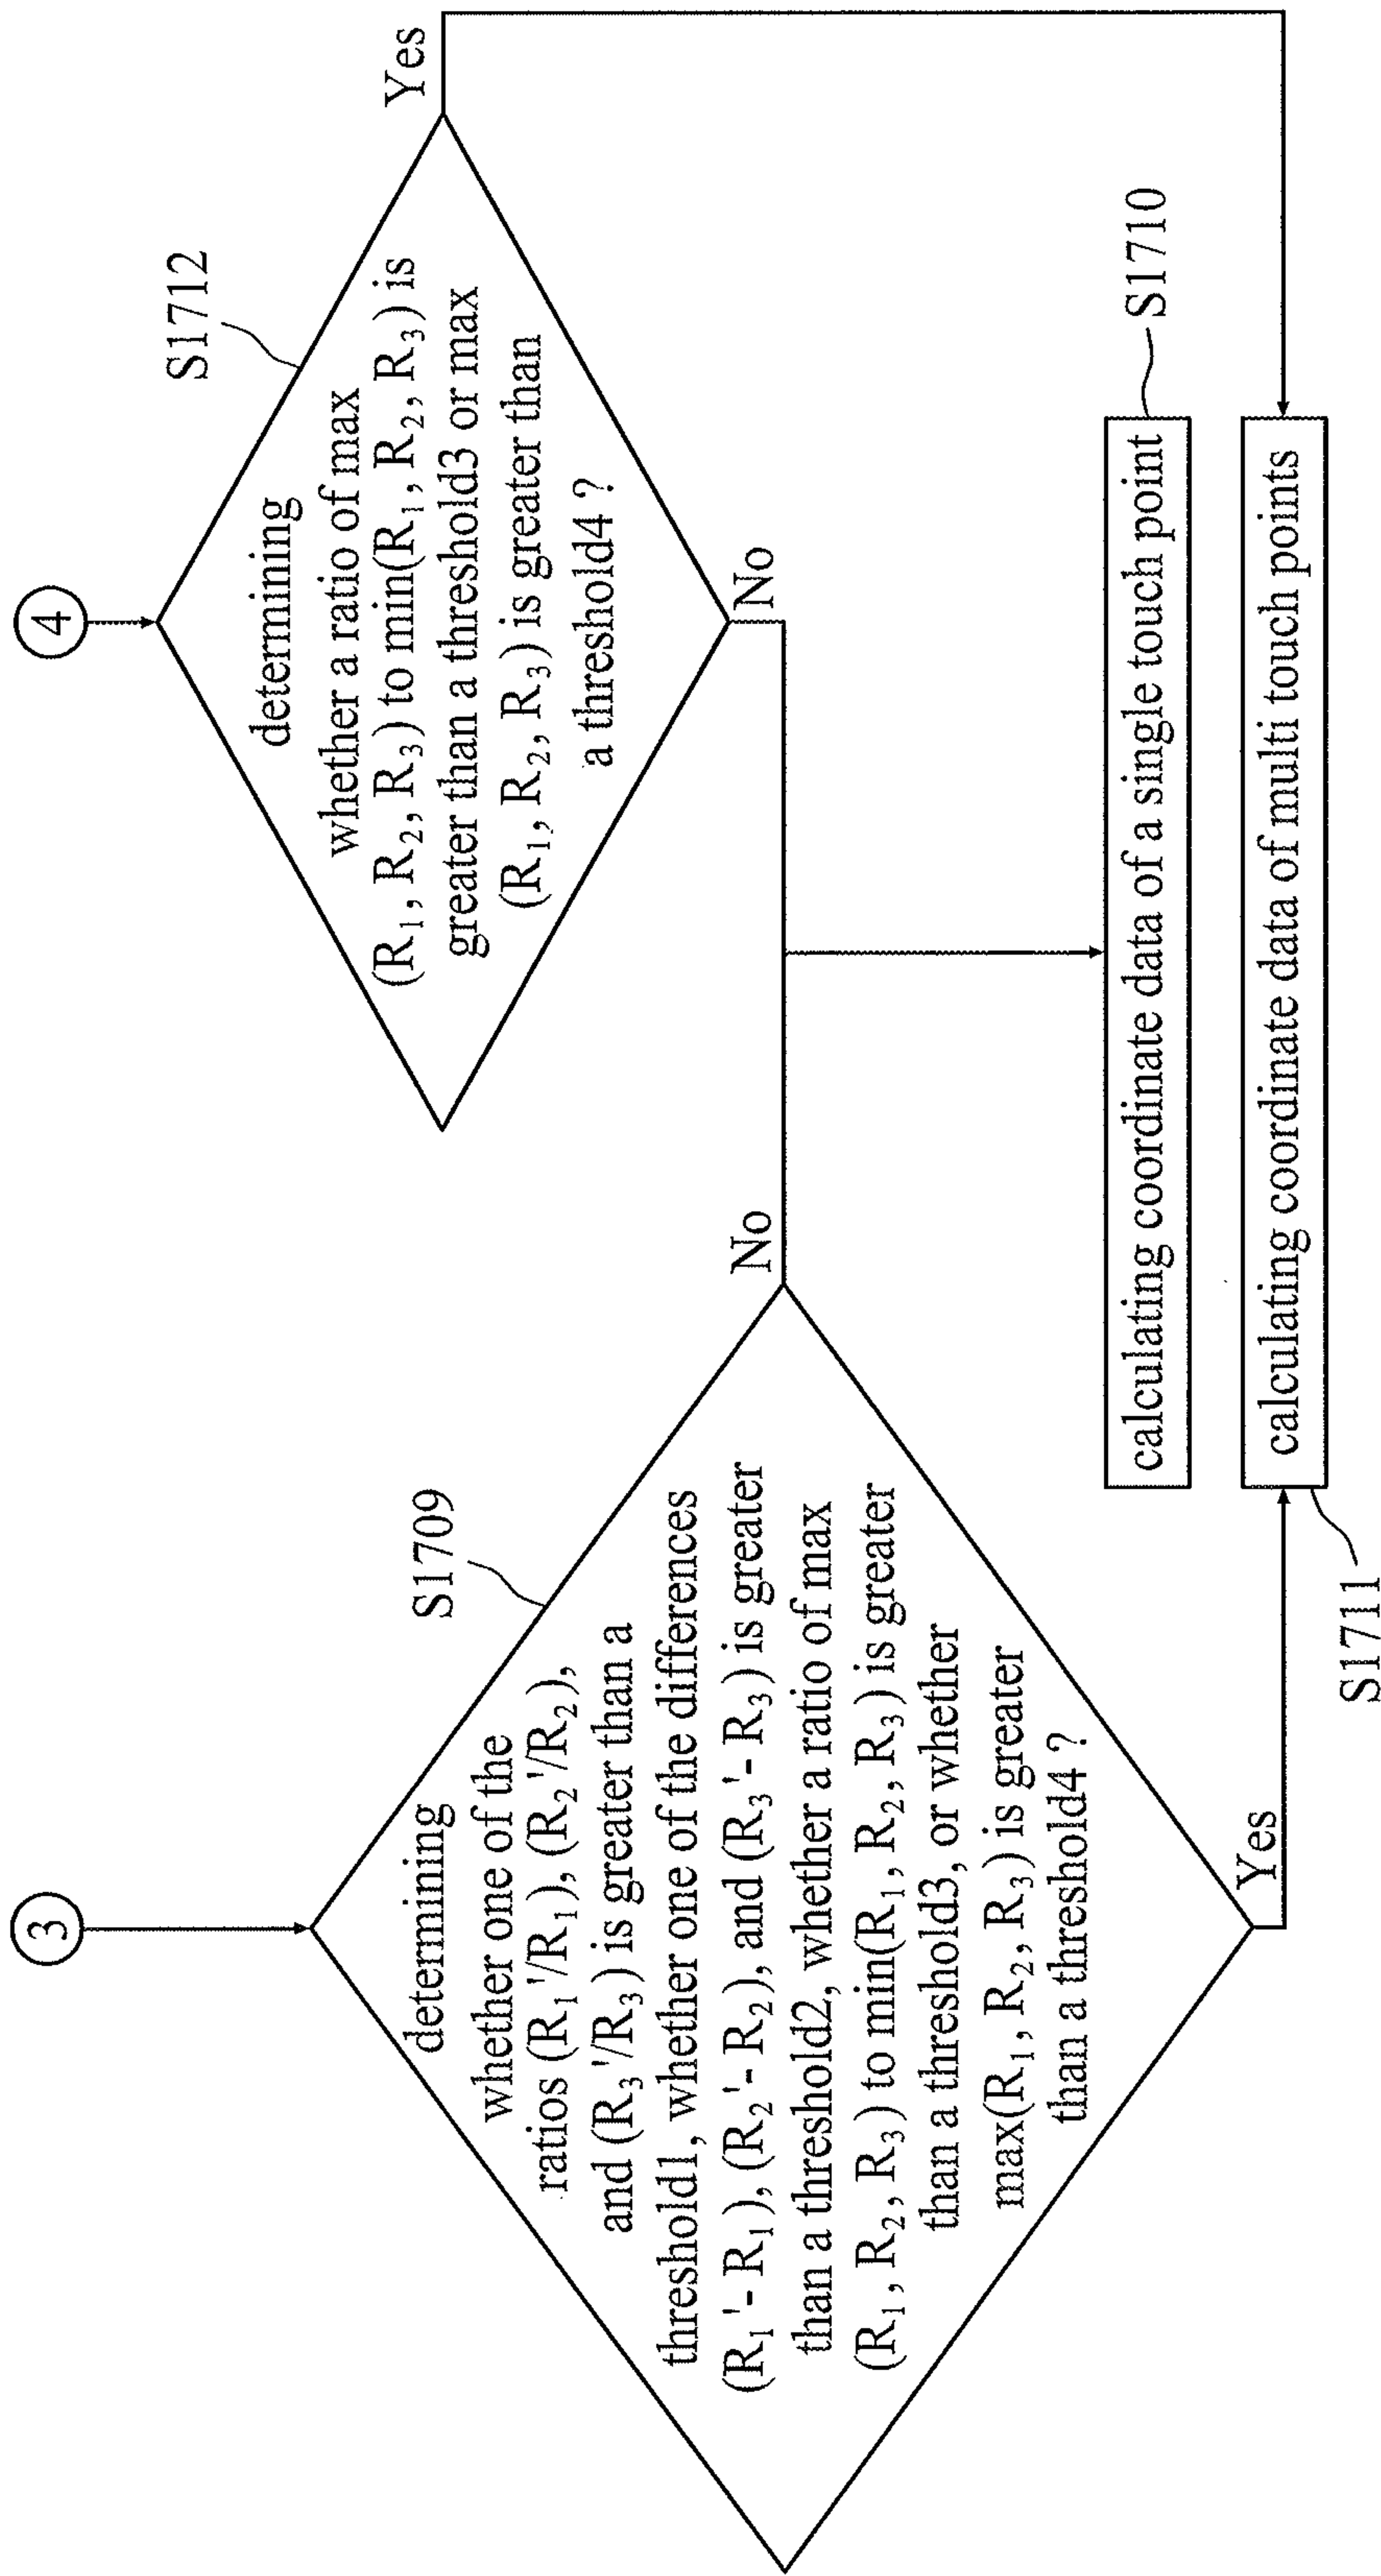 3
determining
whether one of the
ratios (R₁'/R₁), (R₂'/R₂),
and (R₃'/R₃) is greater than a
threshold1, whether one of the differences
(R₁'- R₁), (R₂'- R₂), and (R₃'- R₃) is greater
than a threshold2, whether a ratio of max
(R₁, R₂, R₃) to min(R₁, R₂, R₃) is greater
than a threshold3, or whether
max(R₁, R₂, R₃) is greater
than a threshold4 ?
S1709
No
Yes
4
determining
whether a ratio of max
(R₁, R₂, R₃) to min(R₁, R₂, R₃) is
greater than a threshold3 or max
(R₁, R₂, R₃) is greater than
a threshold4 ?
S1712
Yes
No
calculating coordinate data of a single touch point
S1710
calculating coordinate data of multi touch points
S1711